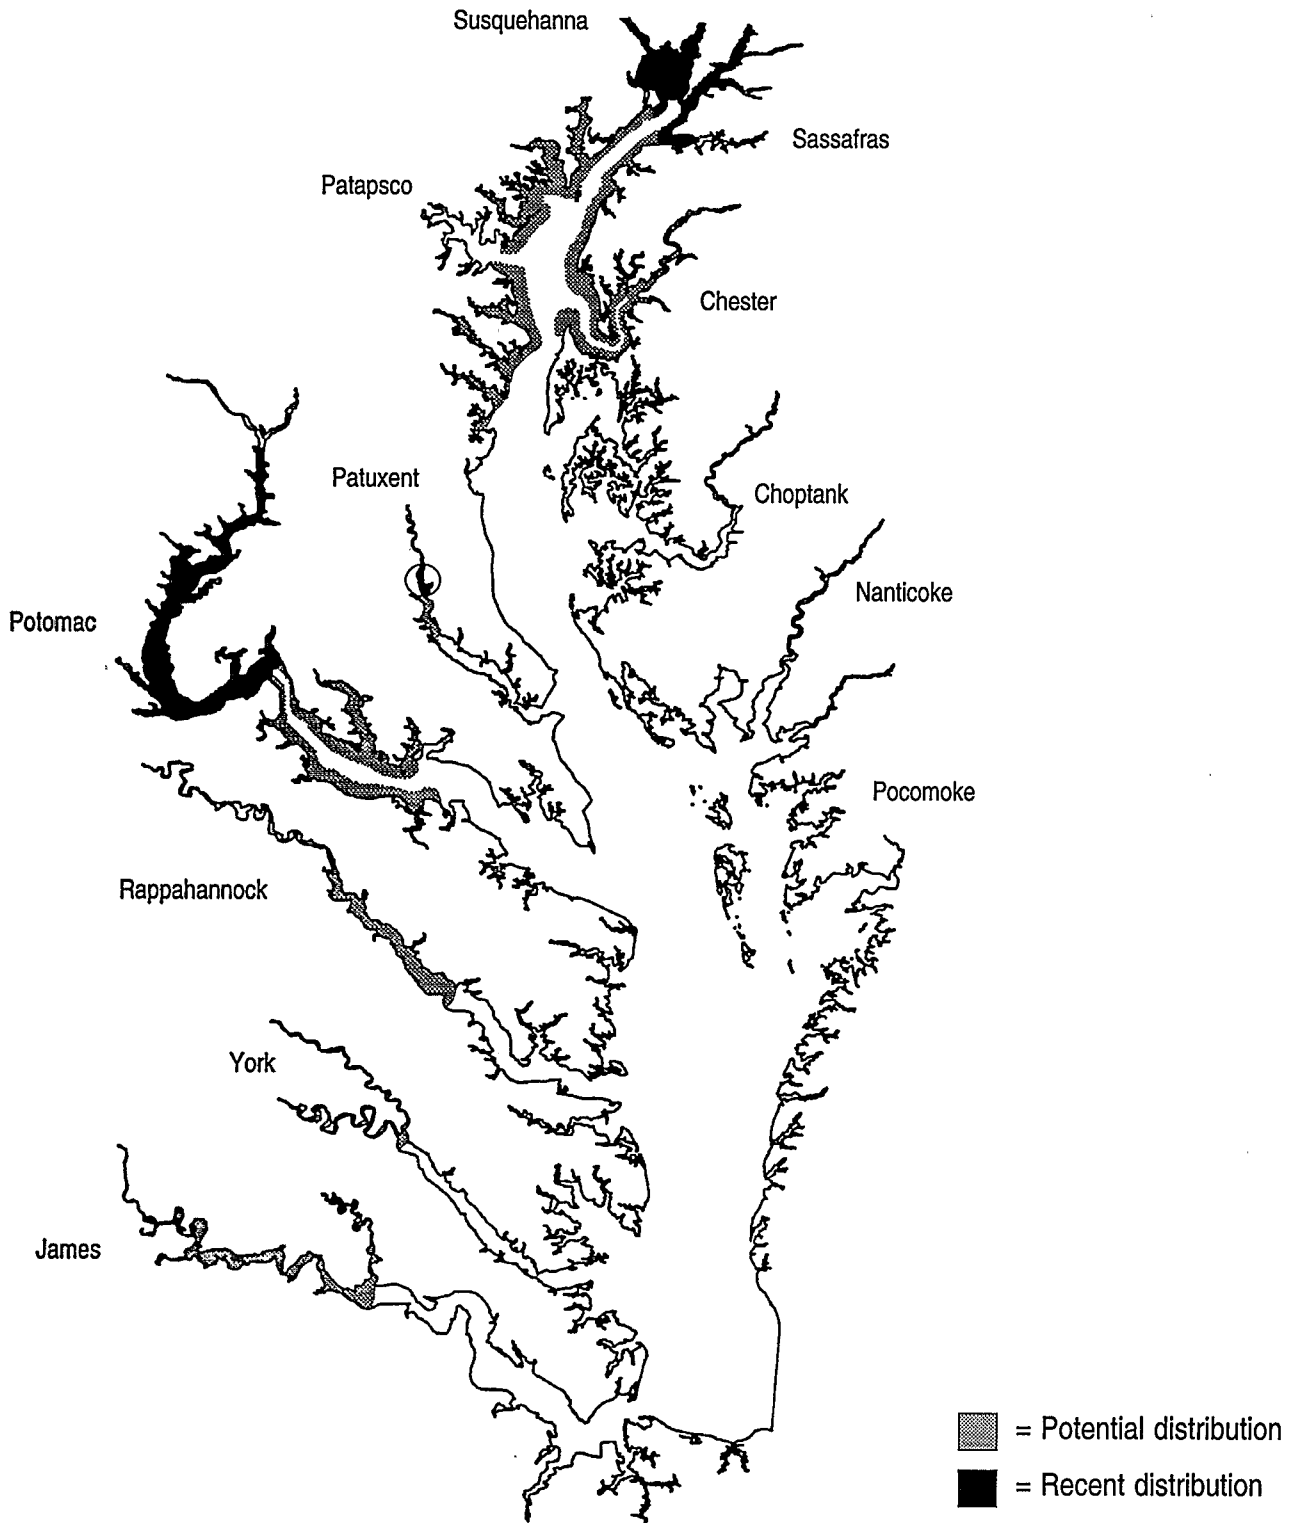 Susquehanna
Sassafras
Patapsco
Chester
Patuxent
Choptank
Nanticoke
Potomac
Pocomoke
Rappahannock
York
James
= Potential distribution
= Recent distribution